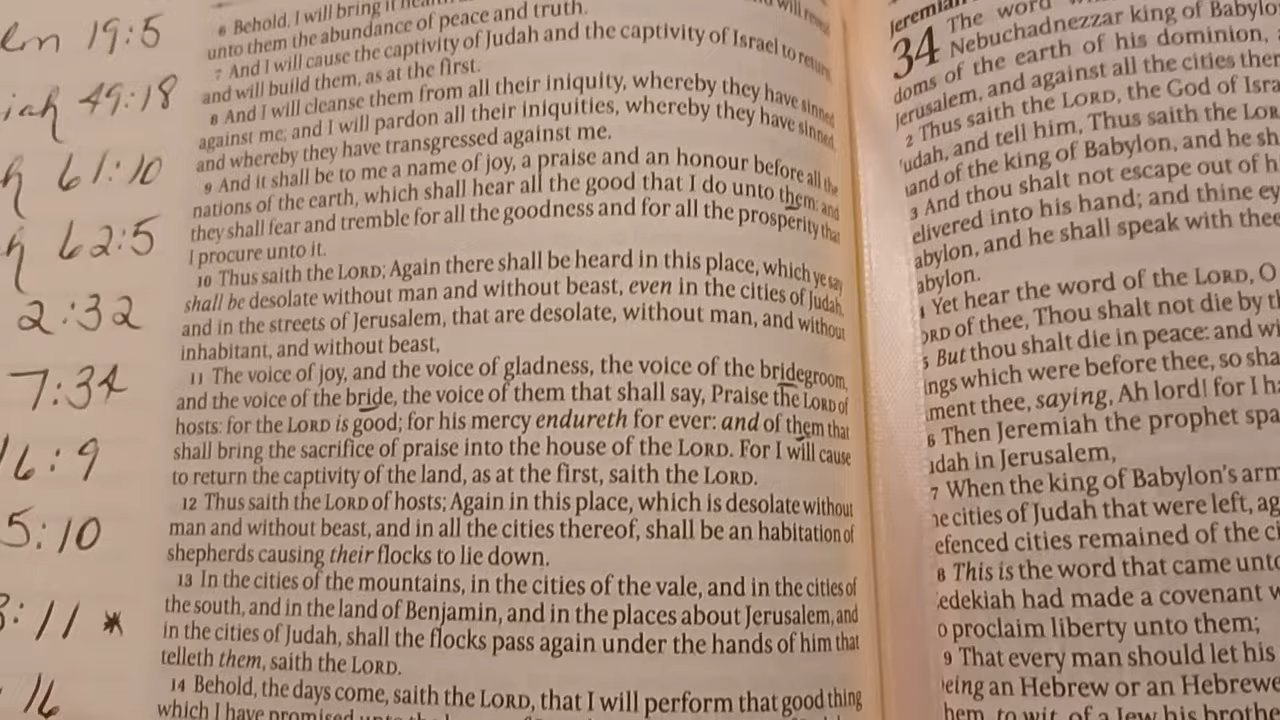 em 19:5
iah 49:18
h 61:10
h 62:5
2:32
7:34
16:9
5:10
3:11 *
16
6 Behold, I will bring it
unto them the abundance of peace and truth.
7 And I will cause the captivity of Judah and the captivity of Israel to return,
and will build them, as at the first.
8 And I will cleanse them from all their iniquity, whereby they have sinned
against me; and I will pardon all their iniquities, whereby they have sinned,
and whereby they have transgressed against me.
9 And it shall be to me a name of joy, a praise and an honour before all the
nations of the earth, which shall hear all the good that I do unto them: and
they shall fear and tremble for all the goodness and for all the prosperity that
I procure unto it.
10 Thus saith the LORD; Again there shall be heard in this place, which ye say
shall be desolate without man and without beast, even in the cities of Judah,
and in the streets of Jerusalem, that are desolate, without man, and without
inhabitant, and without beast,
11 The voice of joy, and the voice of gladness, the voice of the bridegroom,
and the voice of the bride, the voice of them that shall say, Praise the LORD of
hosts: for the LORD is good; for his mercy endureth for ever: and of them that
shall bring the sacrifice of praise into the house of the LORD. For I will cause
to return the captivity of the land, as at the first, saith the LORD.
12 Thus saith the LORD of hosts; Again in this place, which is desolate without
man and without beast, and in all the cities thereof, shall be an habitation of
shepherds causing their flocks to lie down.
13 In the cities of the mountains, in the cities of the vale, and in the cities of
the south, and in the land of Benjamin, and in the places about Jerusalem, and
in the cities of Judah, shall the flocks pass again under the hands of him that
telleth them, saith the LORD.
14 Behold, the days come, saith the LORD, that I will perform that good thing
which I have promised
Jeremiah
34 The word
Nebuchadnezzar king of Babylo
doms of the earth of his dominion,
Jerusalem, and against all the cities ther
2 Thus saith the LORD, the God of Isra
udah, and tell him, Thus saith the LOR
and of the king of Babylon, and he sh
3 And thou shalt not escape out of h
elivered into his hand; and thine ey
abylon, and he shall speak with thee
abylon.
Yet hear the word of the LORD, O
ORD of thee, Thou shalt not die by t
5 But thou shalt die in peace: and wi
ings which were before thee, so sha
ment thee, saying, Ah lord! for I ha
6 Then Jeremiah the prophet spa
udah in Jerusalem,
7 When the king of Babylon's arm
he cities of Judah that were left, ag
efenced cities remained of the ci
8 This is the word that came unto
edekiah had made a covenant w
o proclaim liberty unto them;
9 That every man should let his
being an Hebrew or an Hebrewe
hem, to wit, of a Jew his brothe